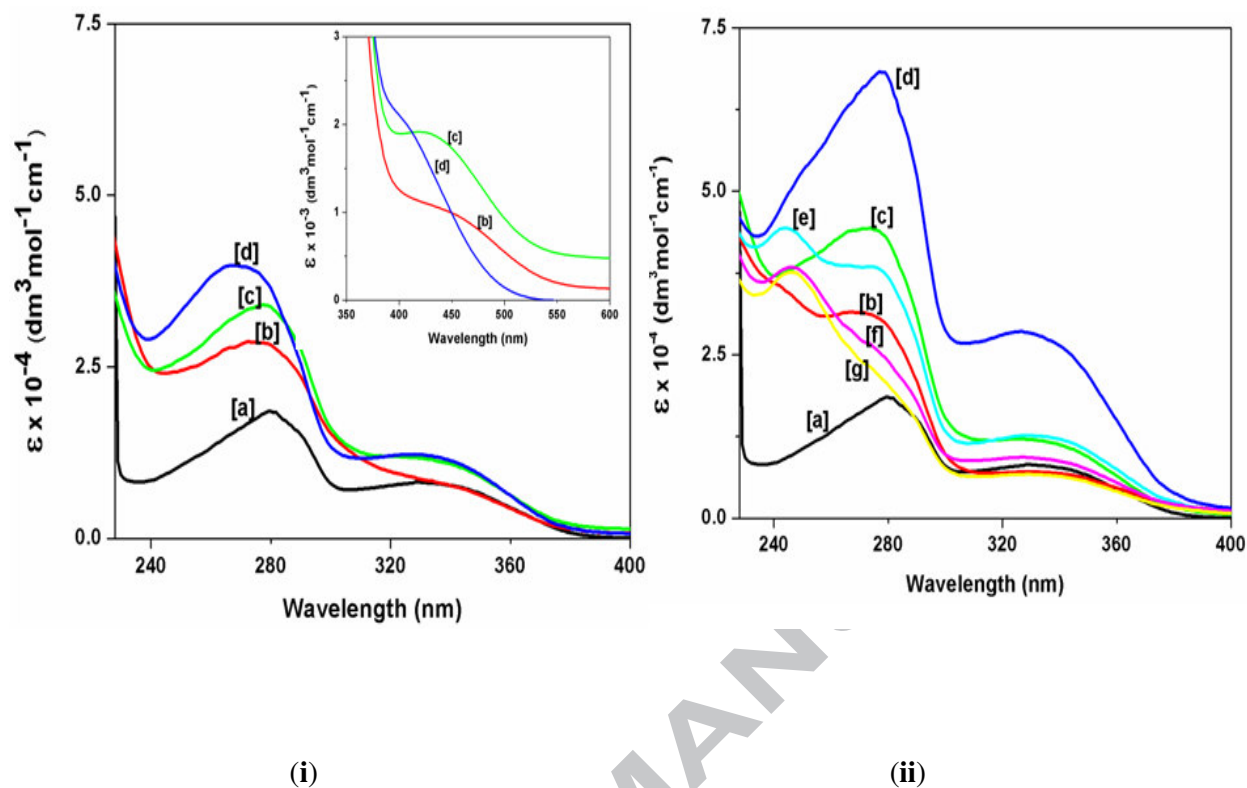 7.5
5.0
2.5
0.0
ε x 10⁻⁴ (dm³mol⁻¹cm⁻¹)
240 280 320 360 400
Wavelength (nm)
[d]
[c]
[b]
[a]
3
2
1
0
ε x 10⁻³ (dm³mol⁻¹cm⁻¹)
350 400 450 500 550 600
Wavelength (nm)
[c]
[d]
[b]
(i)
7.5
5.0
2.5
0.0
ε x 10⁻⁴ (dm³mol⁻¹cm⁻¹)
240 280 320 360 400
Wavelength (nm)
[d]
[e]
[c]
[b]
[f]
[g]
[a]
(ii)